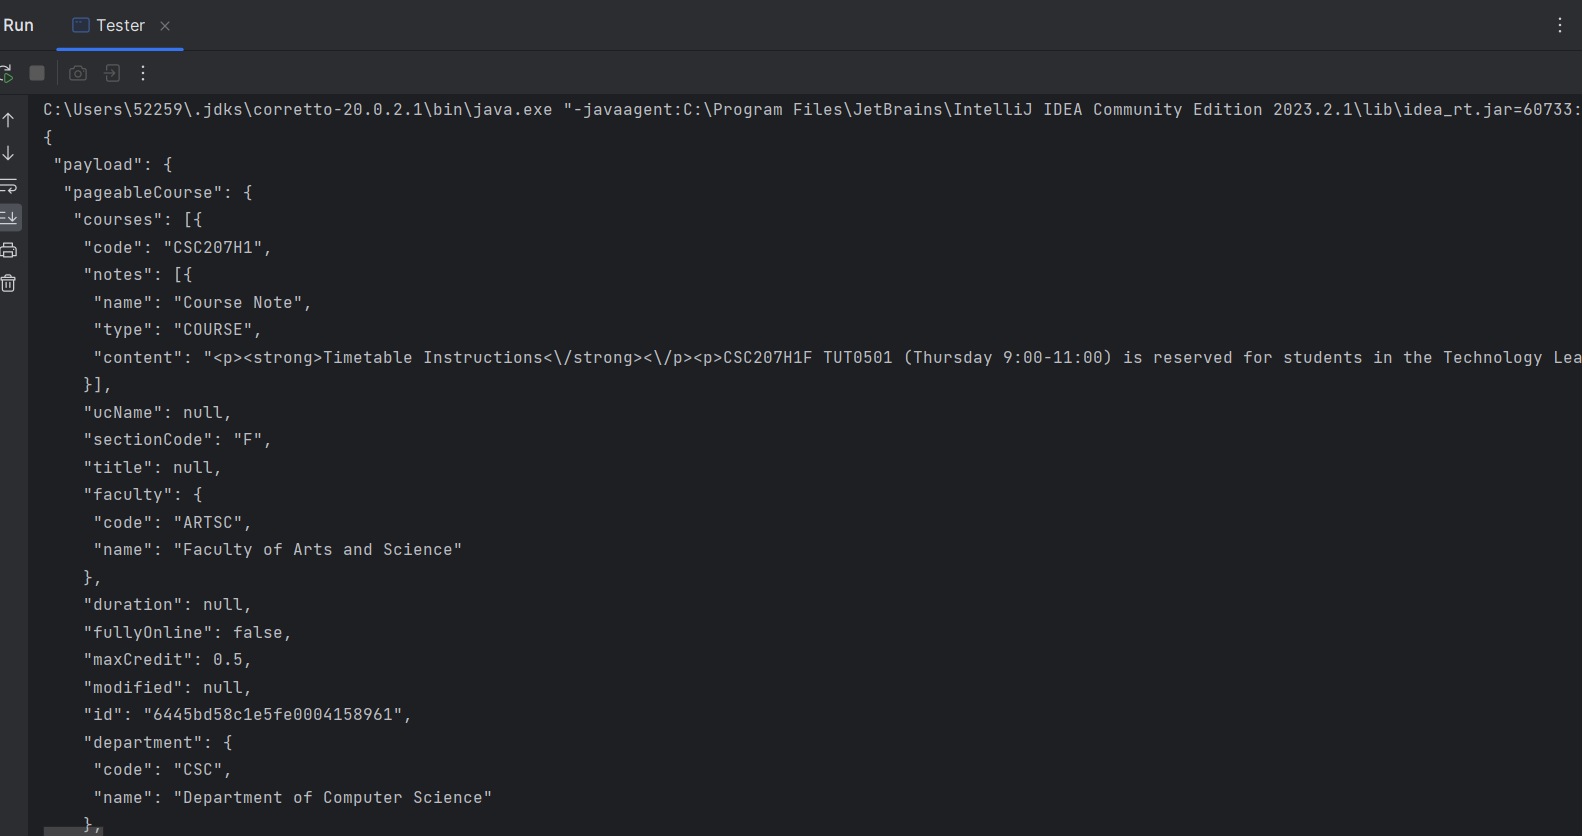 Run Tester
C:\Users\52259\.jdks\corretto-20.0.2.1\bin\java.exe "-javaagent:C:\Program Files\JetBrains\IntelliJ IDEA Community Edition 2023.2.1\lib\idea_rt.jar=60733:
{
"payload": {
"pageableCourse": {
"courses": [{
"code": "CSC207H1",
"notes": [{
"name": "Course Note",
"type": "COURSE",
"content": "<p><strong>Timetable Instructions<\/strong><\/p><p>CSC207H1F TUT0501 (Thursday 9:00-11:00) is reserved for students in the Technology Lea
}],
"ucName": null,
"sectionCode": "F",
"title": null,
"faculty": {
"code": "ARTSC",
"name": "Faculty of Arts and Science"
},
"duration": null,
"fullyOnline": false,
"maxCredit": 0.5,
"modified": null,
"id": "6445bd58c1e5fe0004158961",
"department": {
"code": "CSC",
"name": "Department of Computer Science"
},